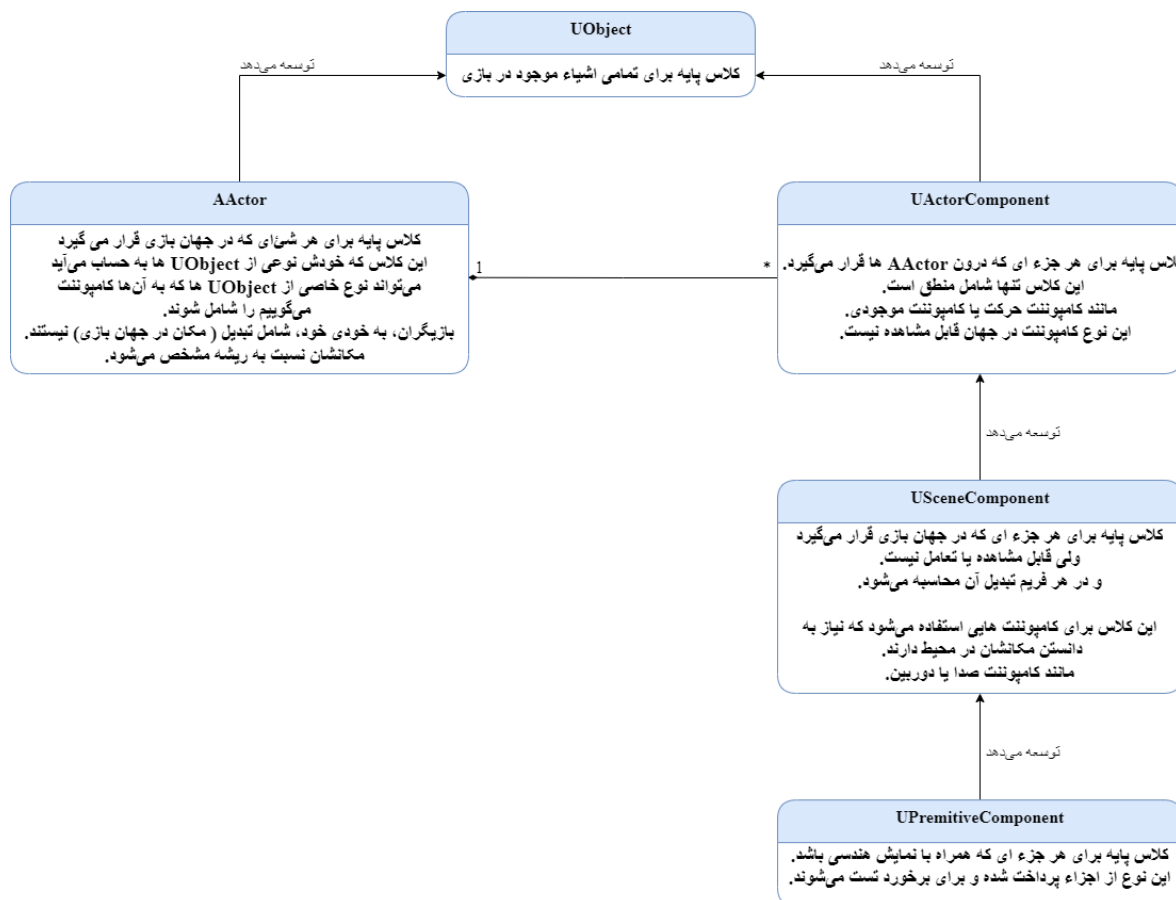 UObject
کلاس پایه برای تمامی اشیاء موجود در بازی
توسعه می‌دهد
توسعه می‌دهد
AActor
کلاس پایه برای هر شئ‌ای که در جهان بازی قرار می گیرد
این کلاس که خودش نوعی از UObject ها به حساب می‌آید
می‌تواند نوع خاصی از UObject ها که به آن‌ها کامپوننت
می‌گوییم را شامل شوند.
بازیگران، به خودی خود، شامل تبدیل ( مکان در جهان بازی) نیستند.
مکانشان نسبت به ریشه مشخص می‌شود.
1
*
UActorComponent
لاس پایه برای هر جزء ای که درون AActor ها قرار می‌گیرد.
این کلاس تنها شامل منطق است.
مانند کامپوننت حرکت یا کامپوننت موجودی.
این نوع کامپوننت در جهان قابل مشاهده نیست.
توسعه می‌دهد
USceneComponent
کلاس پایه برای هر جزء ای که در جهان بازی قرار می‌گیرد
ولی قابل مشاهده یا تعامل نیست.
و در هر فریم تبدیل آن محاسبه می‌شود.
این کلاس برای کامپوننت هایی استفاده می‌شود که نیاز به
دانستن مکانشان در محیط دارند.
مانند کامپوننت صدا یا دوربین.
توسعه می‌دهد
UPremitiveComponent
کلاس پایه برای هر جزء ای که همراه با نمایش هندسی باشد.
این نوع از اجزاء پرداخت شده و برای برخورد تست می‌شوند.